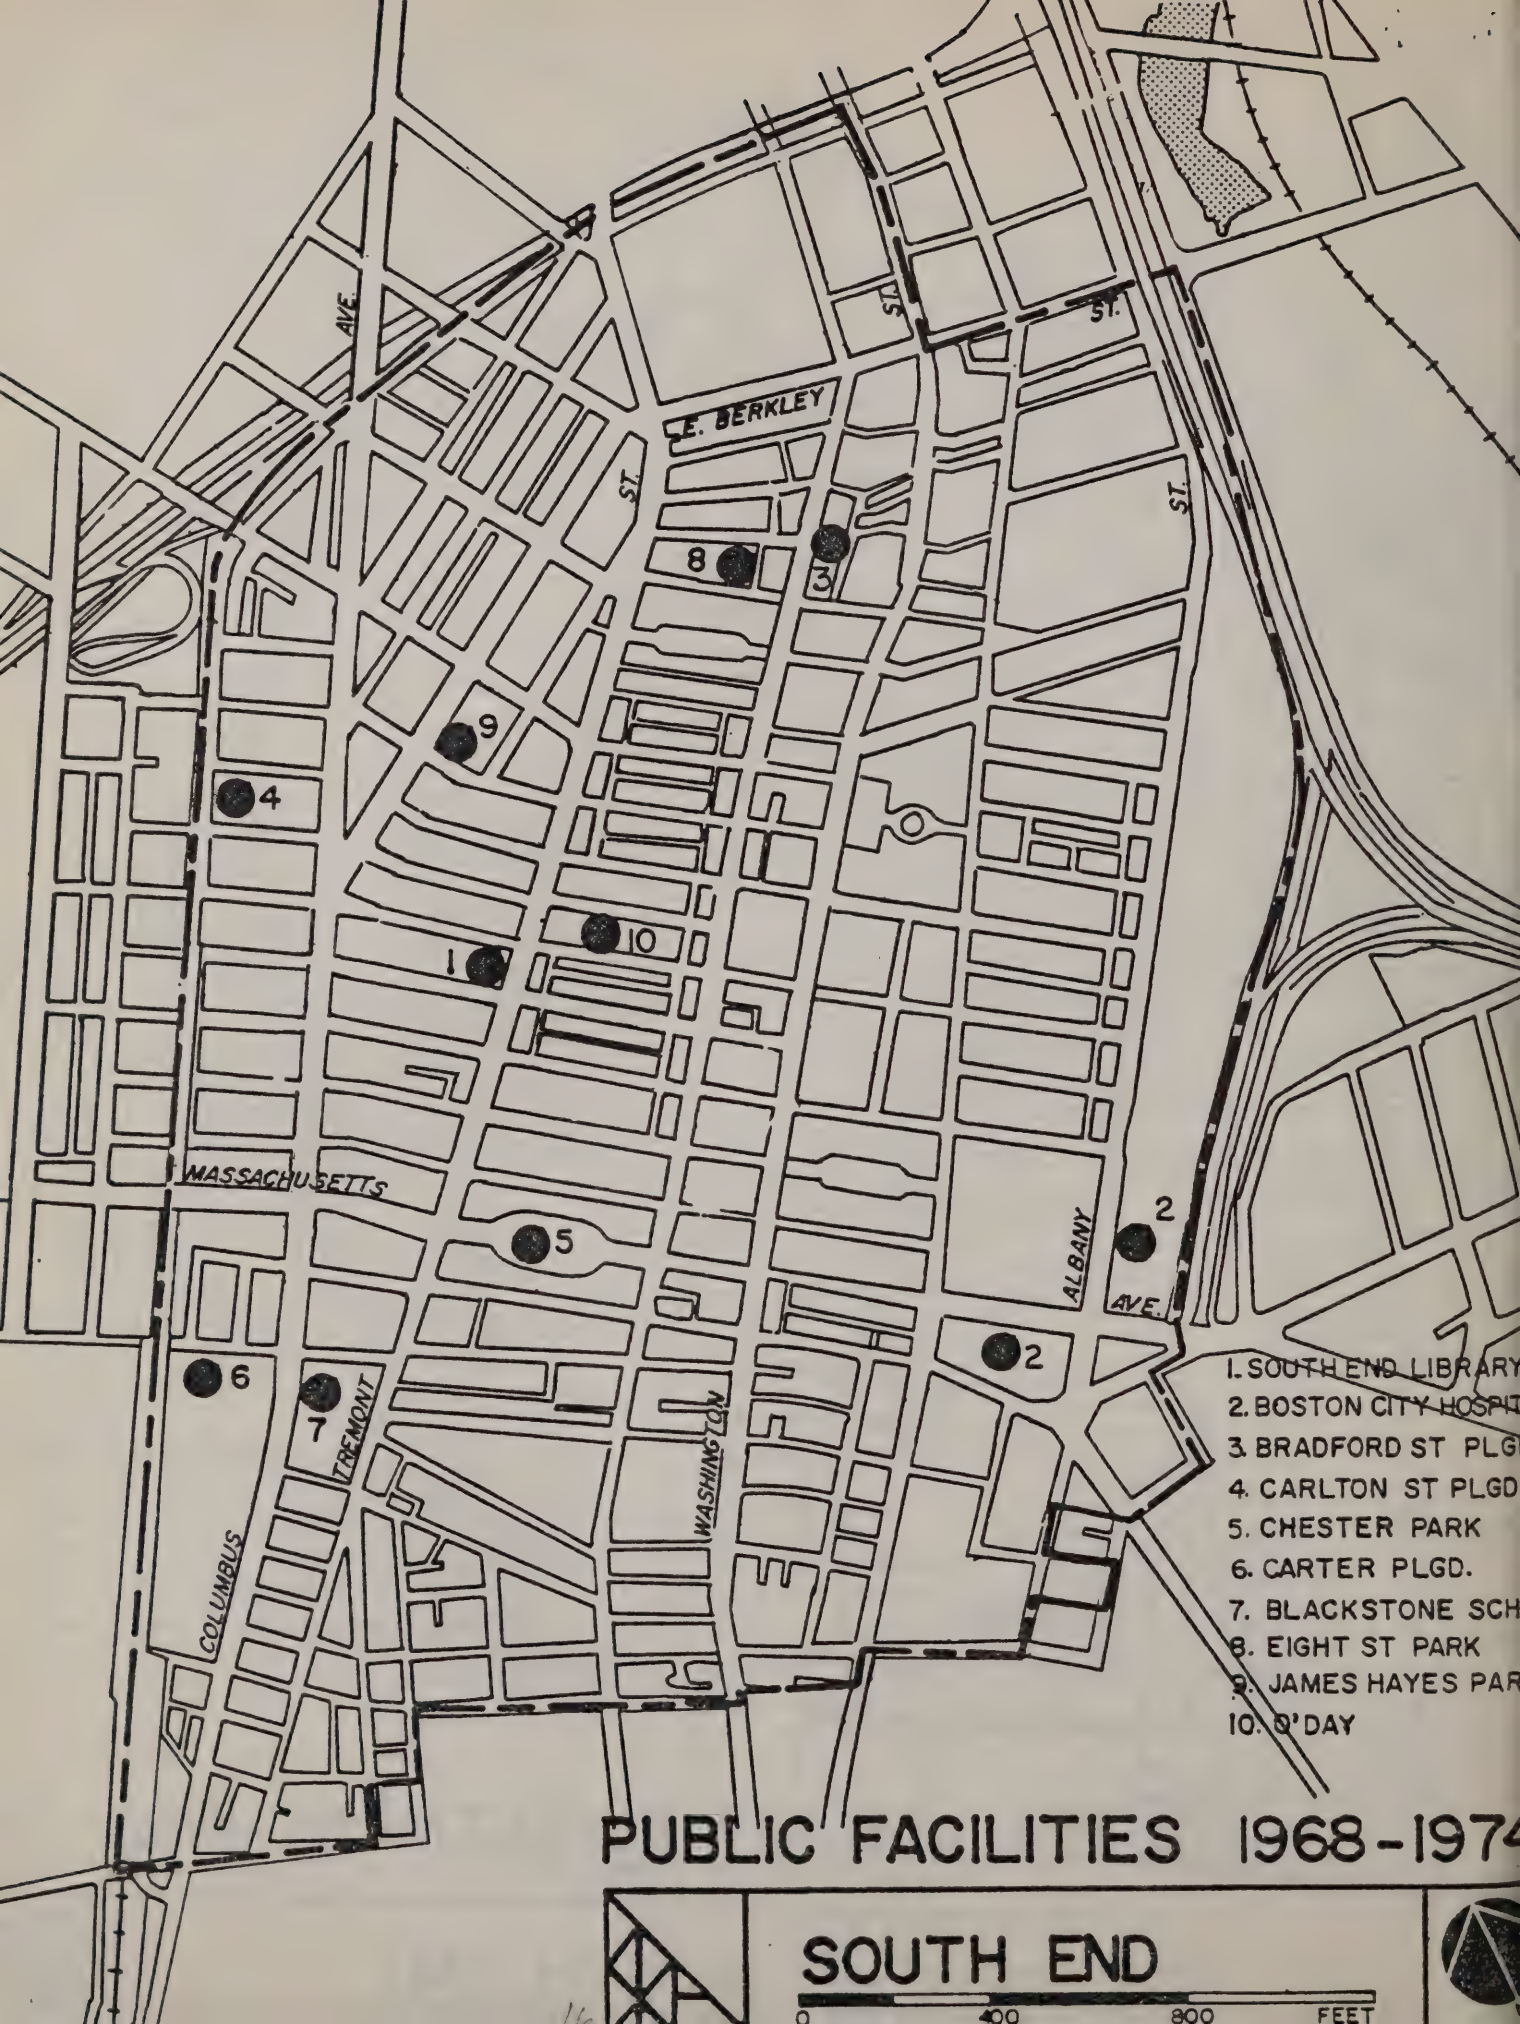 AVE.
ST.
ST.
E. BERKLEY
ST.
ST.
8
3
9
4
10
1
MASSACHUSETTS
2
5
ALBANY
AVE.
6
7
2
TREMONT
WASHINGTON
COLUMBUS
1. SOUTH END LIBRARY
2. BOSTON CITY HOSPIT
3. BRADFORD ST PLG
4. CARLTON ST PLGD
5. CHESTER PARK
6. CARTER PLGD.
7. BLACKSTONE SCH
8. EIGHT ST PARK
9. JAMES HAYES PAR
10. O'DAY
PUBLIC FACILITIES 1968-1974
SOUTH END
0 400 800 FEET